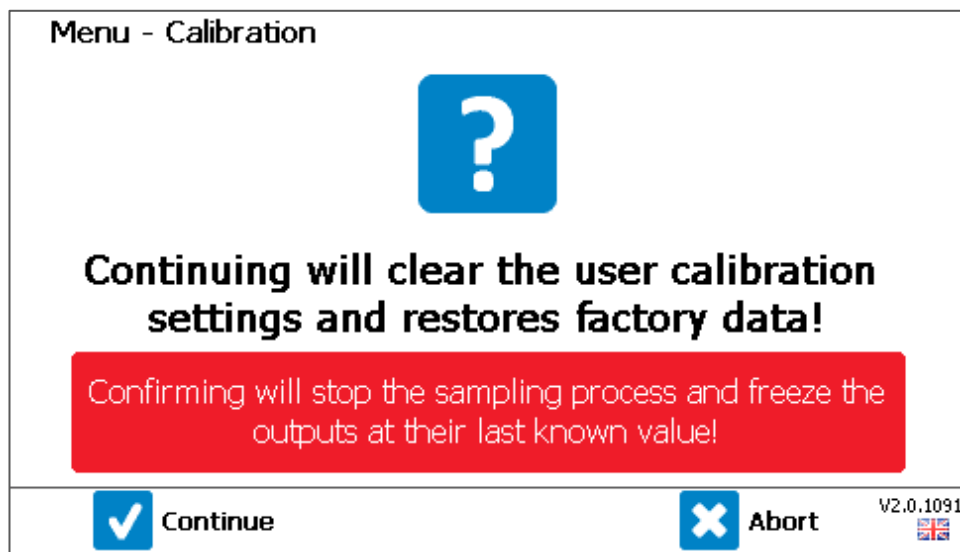 Menu - Calibration
?
Continuing will clear the user calibration
settings and restores factory data!
Confirming will stop the sampling process and freeze the
outputs at their last known value!
Continue
Abort
V2.0.1091